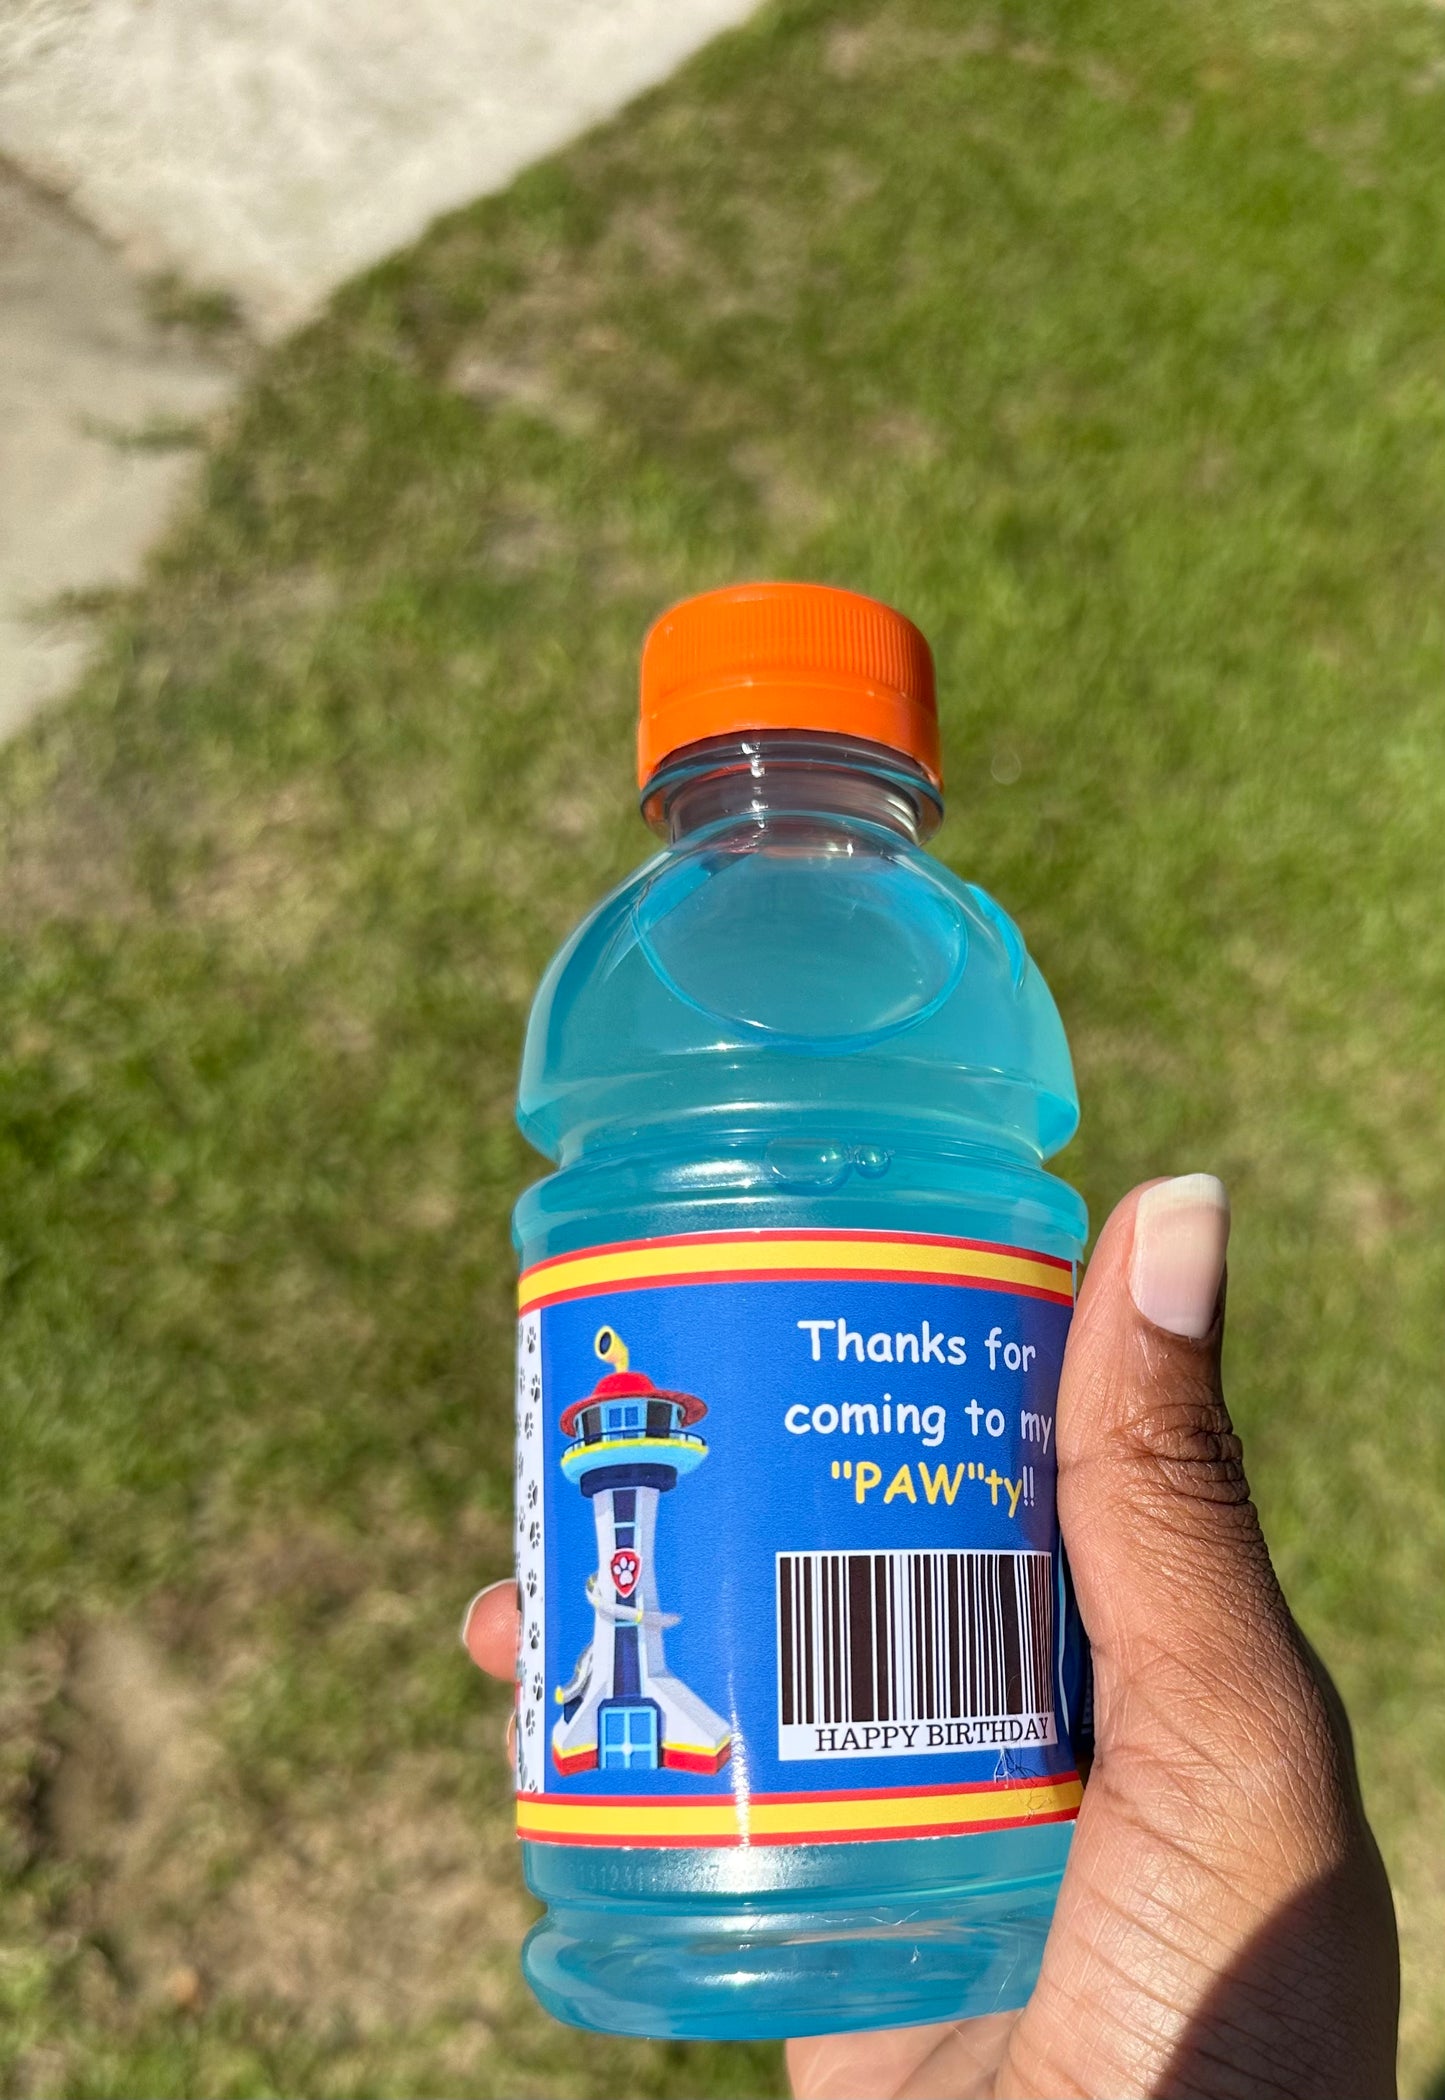 Thanks for
coming to my
"PAW"ty!!
HAPPY BIRTHDAY